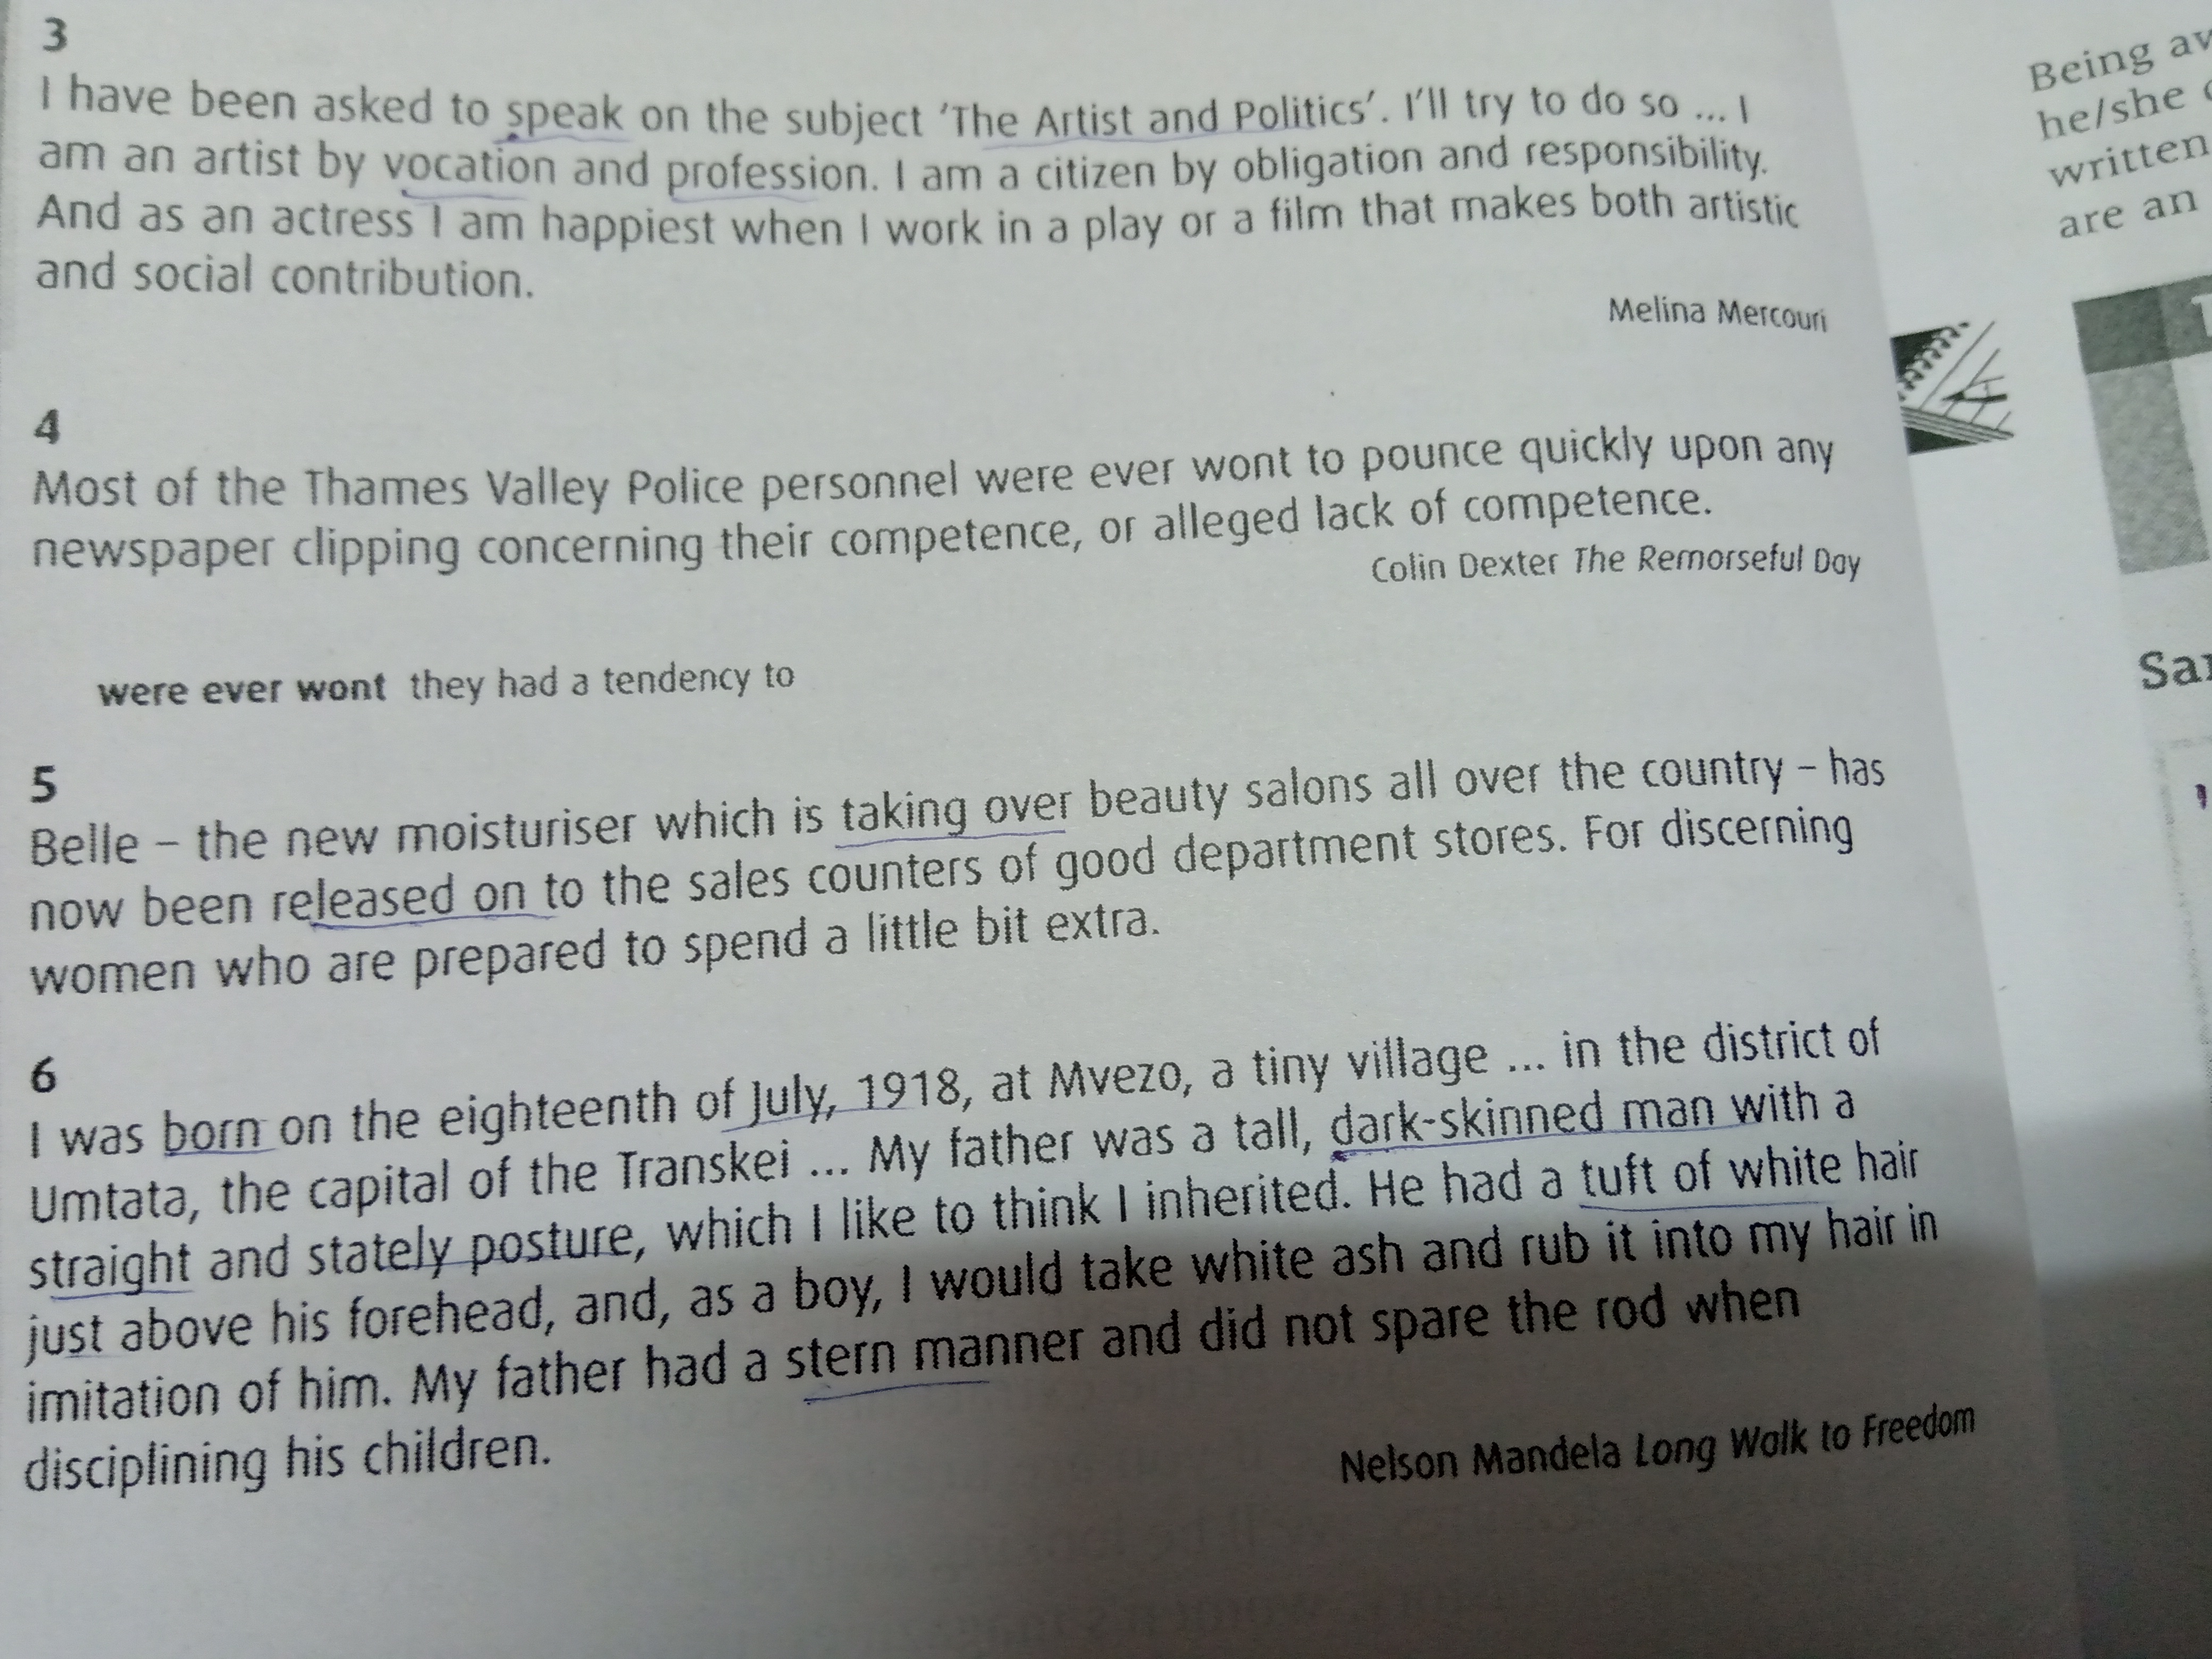 3
I have been asked to speak on the subject ‘The Artist and Politics’. I’ll try to do so ... I
am an artist by vocation and profession. I am a citizen by obligation and responsibility.
And as an actress I am happiest when I work in a play or a film that makes both artistic
and social contribution.
Melina Mercouri
4
Most of the Thames Valley Police personnel were ever wont to pounce quickly upon any
newspaper clipping concerning their competence, or alleged lack of competence.
Colin Dexter The Remorseful Day
were ever wont they had a tendency to
5
Belle – the new moisturiser which is taking over beauty salons all over the country – has
now been released on to the sales counters of good department stores. For discerning
women who are prepared to spend a little bit extra.
6
I was born on the eighteenth of July, 1918, at Mvezo, a tiny village ... in the district of
Umtata, the capital of the Transkei ... My father was a tall, dark-skinned man with a
straight and stately posture, which I like to think I inherited. He had a tuft of white hair
just above his forehead, and, as a boy, I would take white ash and rub it into my hair in
imitation of him. My father had a stern manner and did not spare the rod when
disciplining his children.
Nelson Mandela Long Walk to Freedom
Being
he/she
written
are an